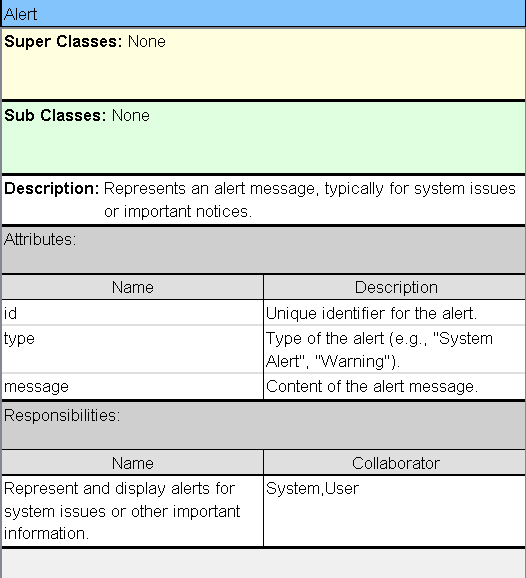 Alert
Super Classes: None
Sub Classes: None
Description: Represents an alert message, typically for system issues
or important notices.
Attributes:
Name Description
id Unique identifier for the alert.
type Type of the alert (e.g., "System
Alert", "Warning").
message Content of the alert message.
Responsibilities:
Name Collaborator
Represent and display alerts for System,User
system issues or other important
information.